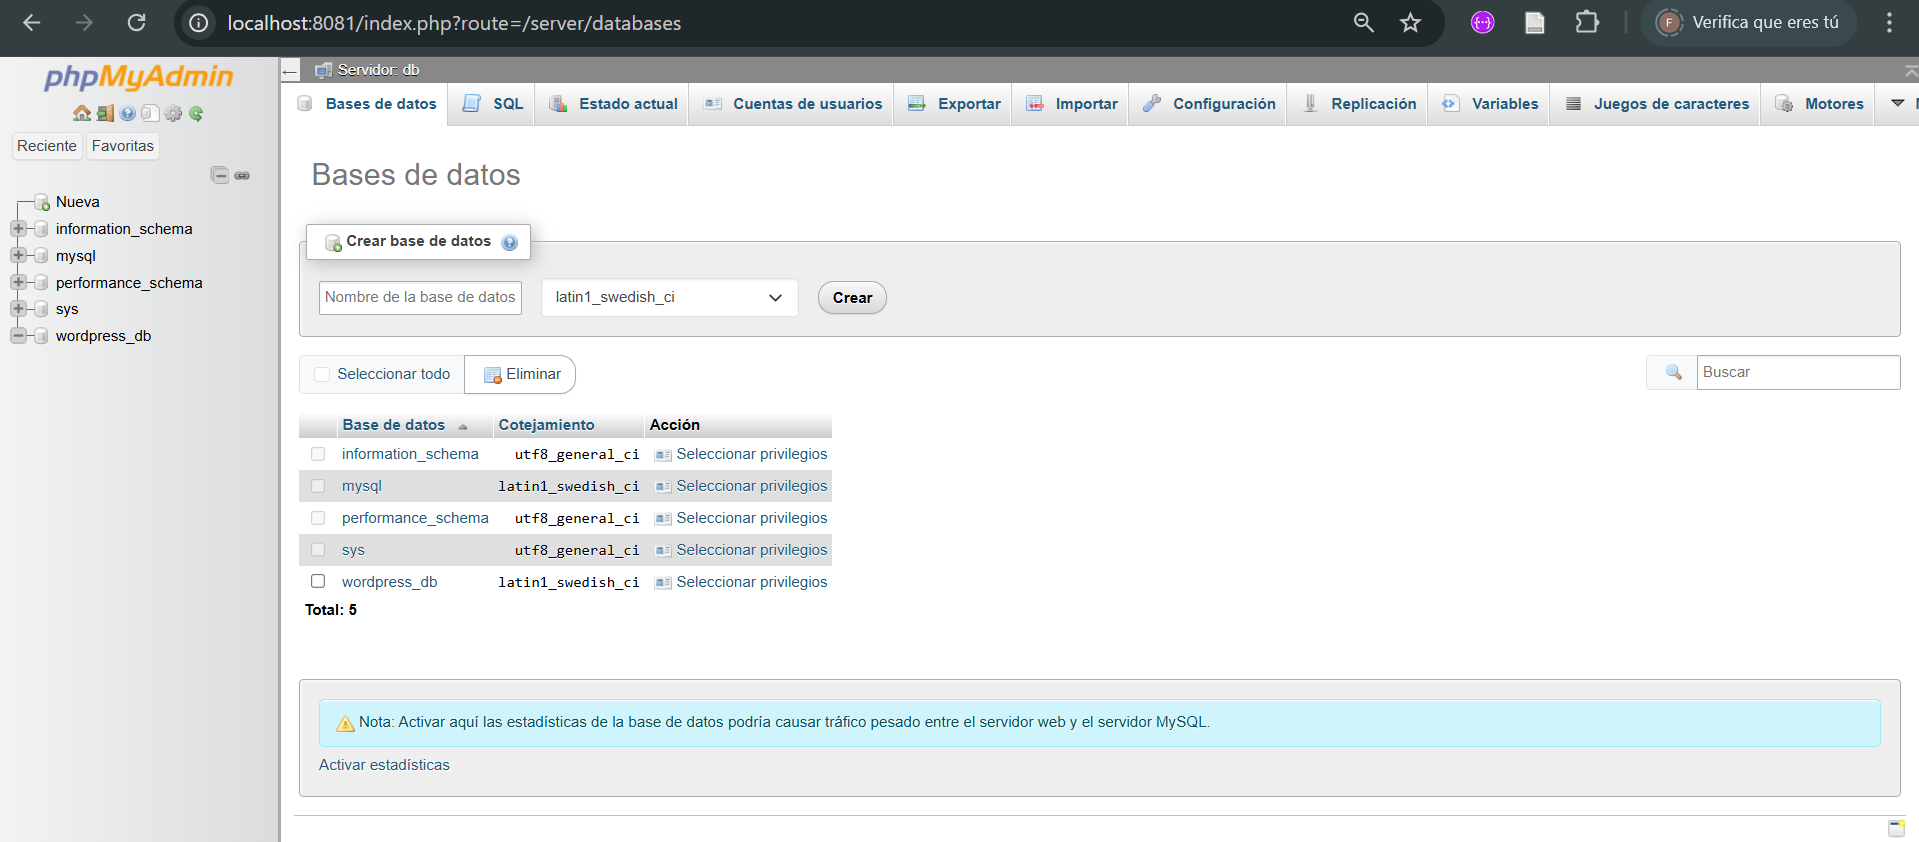 localhost:8081/index.php?route=/server/databases
F Verifica que eres tú
phpMyAdmin
Reciente Favoritas
Nueva
information_schema
mysql
performance_schema
sys
wordpress_db
Servidor: db
Bases de datos SQL Estado actual Cuentas de usuarios Exportar Importar Configuración Replicación Variables Juegos de caracteres Motores
Bases de datos
Crear base de datos
Nombre de la base de datos latin1_swedish_ci Crear
Seleccionar todo Eliminar Buscar
Base de datos Cotejamiento Acción
information_schema utf8_general_ci Seleccionar privilegios
mysql latin1_swedish_ci Seleccionar privilegios
performance_schema utf8_general_ci Seleccionar privilegios
sys utf8_general_ci Seleccionar privilegios
wordpress_db latin1_swedish_ci Seleccionar privilegios
Total: 5
Nota: Activar aquí las estadísticas de la base de datos podría causar tráfico pesado entre el servidor web y el servidor MySQL.
Activar estadísticas